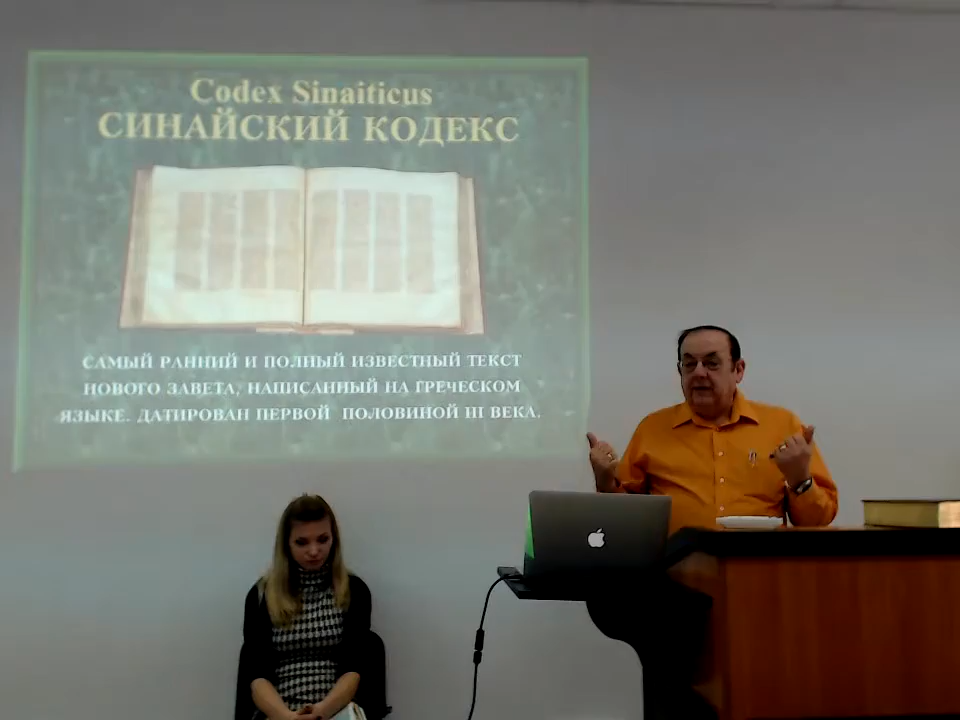 Codex Sinaiticus
СИНАЙСКИЙ КОДЕКС
САМЫЙ РАННИЙ И ПОЛНЫЙ ИЗВЕСТНЫЙ ТЕКСТ
НОВОГО ЗАВЕТА, НАПИСАННЫЙ НА ГРЕЧЕСКОМ
ЯЗЫКЕ. ДАТИРОВАН ПЕРВОЙ ПОЛОВИНОЙ III ВЕКА.